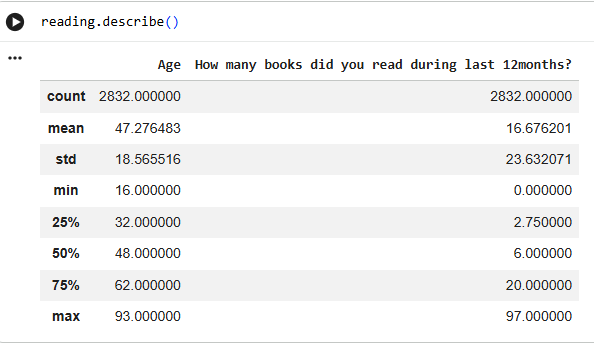 reading.describe()
Age How many books did you read during last 12months?
count 2832.000000 2832.000000
mean 47.276483 16.676201
std 18.565516 23.632071
min 16.000000 0.000000
25% 32.000000 2.750000
50% 48.000000 6.000000
75% 62.000000 20.000000
max 93.000000 97.000000